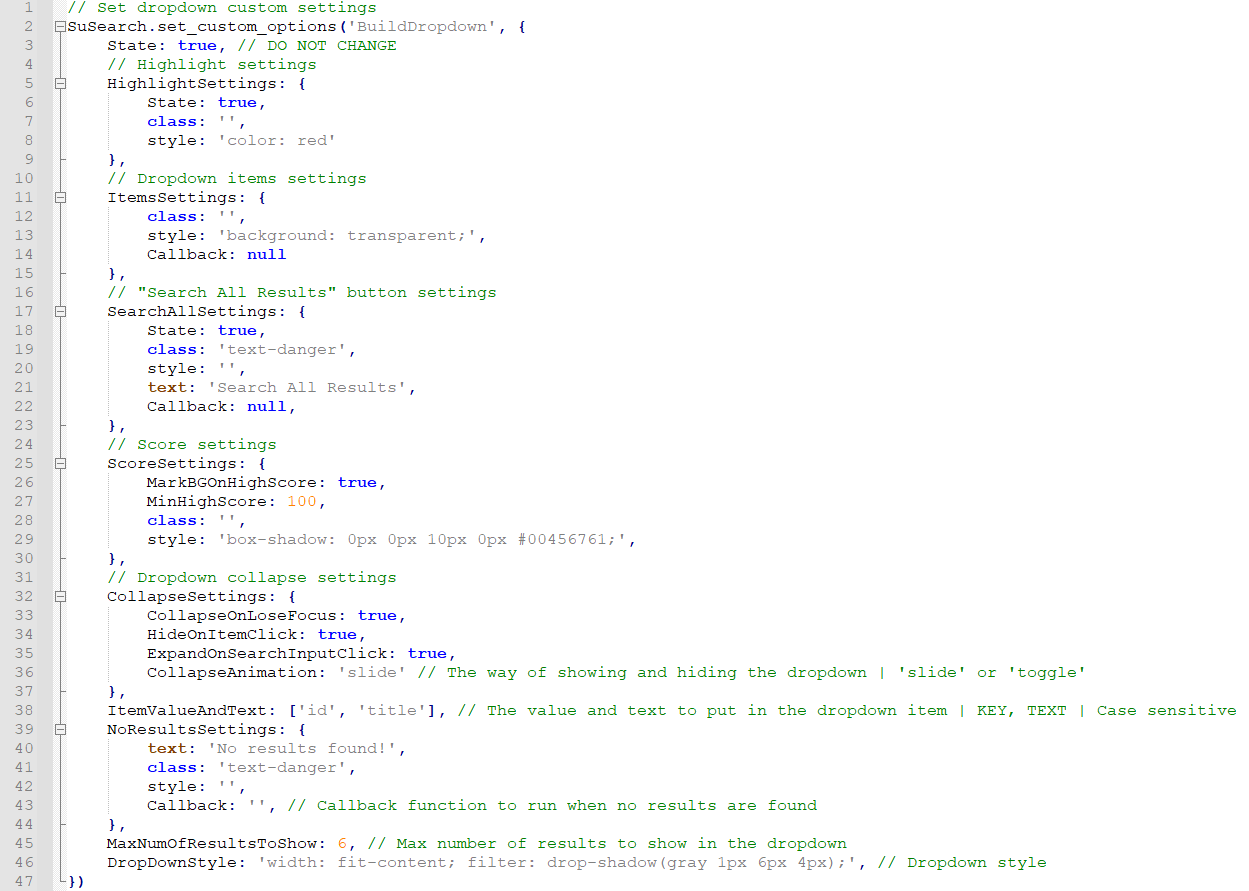 1 // Set dropdown custom settings
2 SuSearch.set_custom_options('BuildDropdown', {
3 State: true, // DO NOT CHANGE
4 // Highlight settings
5 HighlightSettings: {
6 State: true,
7 class: '',
8 style: 'color: red'
9 },
10 // Dropdown items settings
11 ItemsSettings: {
12 class: '',
13 style: 'background: transparent;',
14 Callback: null
15 },
16 // "Search All Results" button settings
17 SearchAllSettings: {
18 State: true,
19 class: 'text-danger',
20 style: '',
21 text: 'Search All Results',
22 Callback: null,
23 },
24 // Score settings
25 ScoreSettings: {
26 MarkBGOnHighScore: true,
27 MinHighScore: 100,
28 class: '',
29 style: 'box-shadow: 0px 0px 10px 0px #00456761;',
30 },
31 // Dropdown collapse settings
32 CollapseSettings: {
33 CollapseOnLoseFocus: true,
34 HideOnItemClick: true,
35 ExpandOnSearchInputClick: true,
36 CollapseAnimation: 'slide' // The way of showing and hiding the dropdown | 'slide' or 'toggle'
37 },
38 ItemValueAndText: ['id', 'title'], // The value and text to put in the dropdown item | KEY, TEXT | Case sensitive
39 NoResultsSettings: {
40 text: 'No results found!',
41 class: 'text-danger',
42 style: '',
43 Callback: '', // Callback function to run when no results are found
44 },
45 MaxNumOfResultsToShow: 6, // Max number of results to show in the dropdown
46 DropDownStyle: 'width: fit-content; filter: drop-shadow(gray 1px 6px 4px);', // Dropdown style
47 })